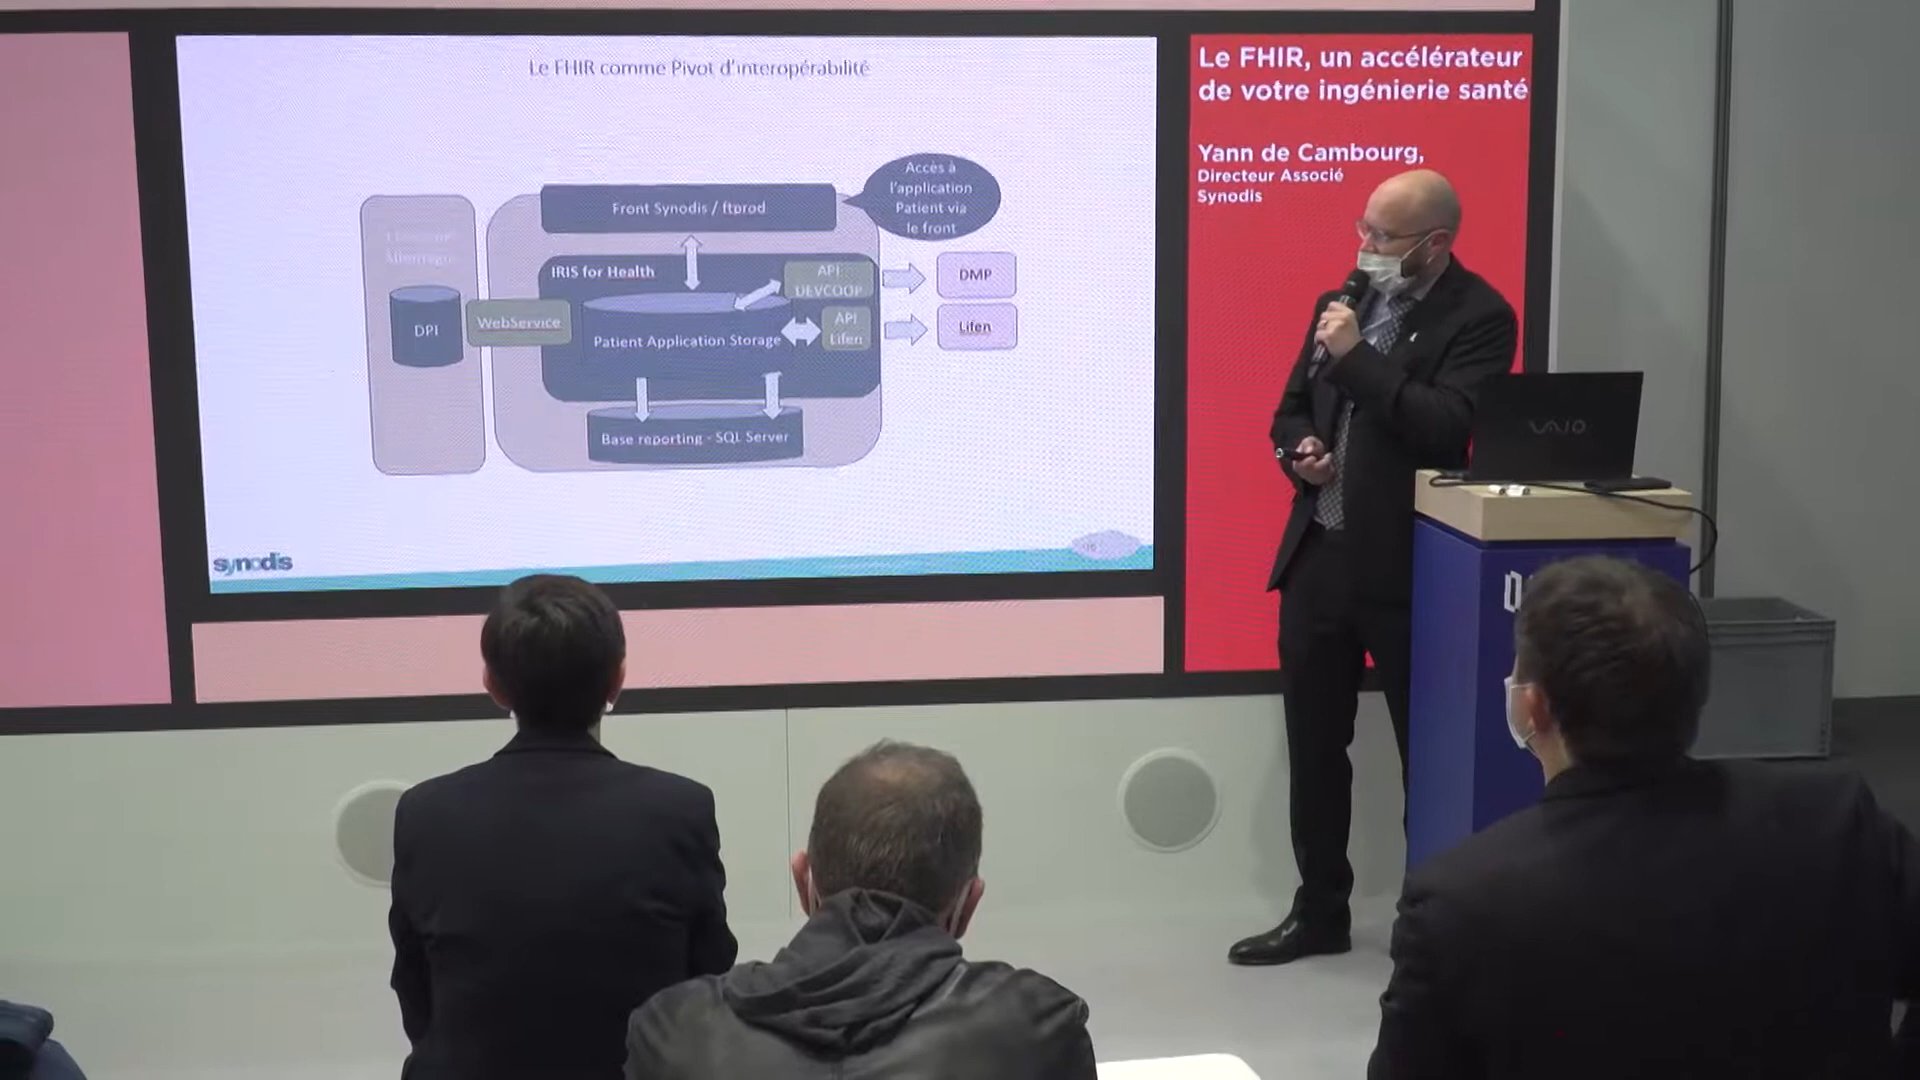 Le FHIR comme Pivot d'interopérabilité
Accès à
l'application
Patient via
le front
Front Synodis / ftprod
IRIS for Health
API
DEVCOOP
DMP
DPI
WebService
Patient Application Storage
API
Lifen
Lifen
Base reporting - SQL Server
synodis
Le FHIR, un accélérateur
de votre ingénierie santé
Yann de Cambourg,
Directeur Associé
Synodis
VAIO